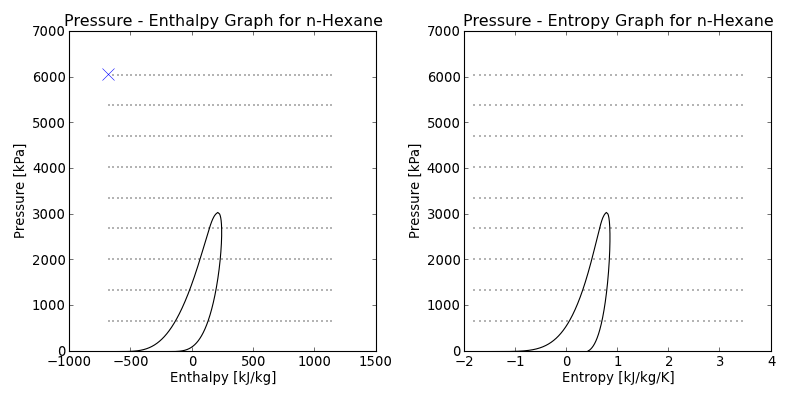 Pressure - Enthalpy Graph for n-Hexane
7000
6000
5000
4000
3000
2000
1000
0
Pressure [kPa]
−1000 −500 0 500 1000 1500
Enthalpy [kJ/kg]
Pressure - Entropy Graph for n-Hexane
7000
6000
5000
4000
3000
2000
1000
0
Pressure [kPa]
−2 −1 0 1 2 3 4
Entropy [kJ/kg/K]